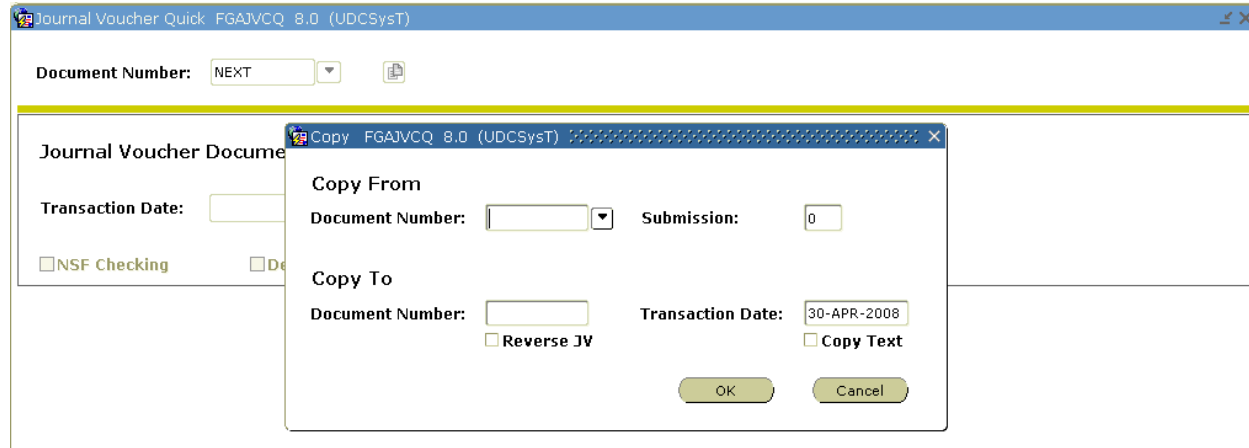 Journal Voucher Quick FGAJVCQ 8.0 (UDCSysT)
Document Number: NEXT
Copy FGAJVCQ 8.0 (UDCSysT)
Journal Voucher Docume
Copy From
Transaction Date:
Document Number: Submission: 0
NSF Checking De
Copy To
Document Number: Transaction Date: 30-APR-2008
Reverse JV Copy Text
OK Cancel